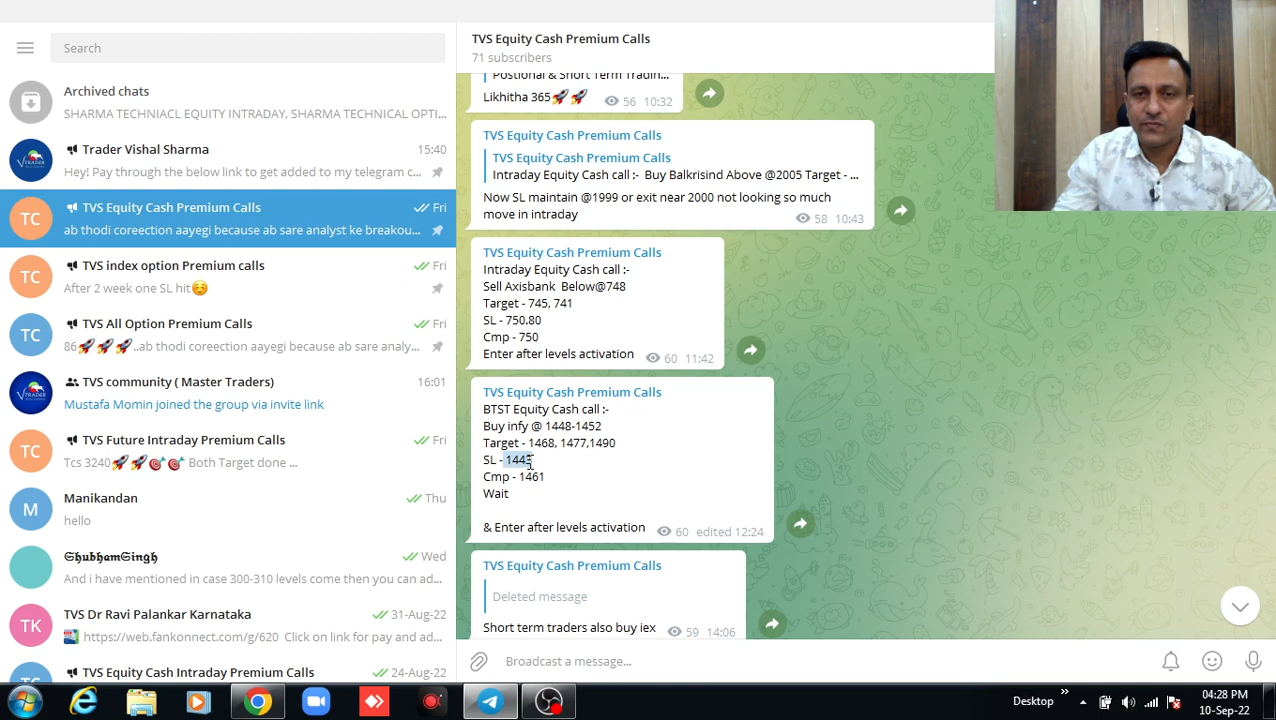 Search
Archived chats
SHARMA TECHNIACL EQUITY INTRADAY, SHARMA TECHNICAL OPTI...
Trader Vishal Sharma 15:40
Hey! Pay through the below link to get added to my telegram c...
TC
TVS Equity Cash Premium Calls Fri
ab thodi coreection aayegi because ab sare analyst ke breakou...
TC
TVS index option Premium calls Fri
After 2 week one SL hit😌
TC
TVS All Option Premium Calls Fri
86🚀🚀🚀..ab thodi coreection aayegi because ab sare analy...
TVS community ( Master Traders) 16:01
Mustafa Momin joined the group via invite link
TC
TVS Future Intraday Premium Calls Fri
Tcs 3240🚀🚀🎯🎯 Both Target done ...
M
Manikandan Thu
hello
𝕾𝖍𝖚𝖇𝖍𝖆𝖒𝕾𝖎𝖓𝖌𝖍 Wed
And i have mentioned in case 300-310 levels come then you can ad...
TK
TVS Dr Ravi Palankar Karnataka 31-Aug-22
https://web.fankonnect.com/g/620 Click on link for pay and ad...
TC
TVS Equity Cash Intraday Premium Calls 24-Aug-22
TVS Equity Cash Premium Calls
71 subscribers
Postional & Short Term Tradin...
Likhitha 365🚀🚀 56 10:32
TVS Equity Cash Premium Calls
TVS Equity Cash Premium Calls
Intraday Equity Cash call :- Buy Balkrisind Above @2005 Target - ...
Now SL maintain @1999 or exit near 2000 not looking so much
move in intraday 58 10:43
TVS Equity Cash Premium Calls
Intraday Equity Cash call :-
Sell Axisbank Below@748
Target - 745, 741
SL - 750.80
Cmp - 750
Enter after levels activation 60 11:42
TVS Equity Cash Premium Calls
BTST Equity Cash call :-
Buy infy @ 1448-1452
Target - 1468, 1477,1490
SL -
Cmp - 1461
Wait
& Enter after levels activation 60 edited 12:24
TVS Equity Cash Premium Calls
Deleted message
Short term traders also buy iex 59 14:06
Broadcast a message...
Desktop
04:28 PM
10-Sep-22